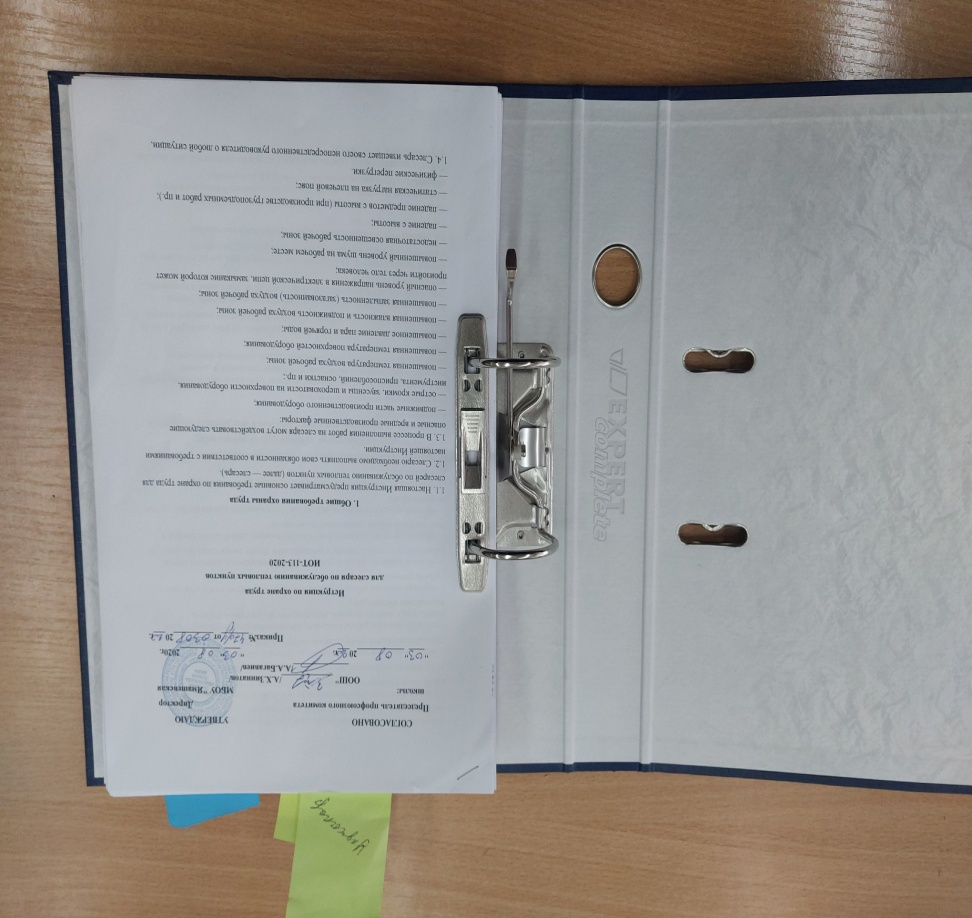 СОГЛАСОВАНО УТВЕРЖДАЮ
Председатель профсоюзного комитета Директор
школы: МБОУ "Ямашевская
ООШ"
/А.Х.Зиннатов/
/А.А.Багавиев/
"03" 08 20 г. "03" 08 2020г.
Приказ № от 03.08 20 г.
Иструкция по охране труда
для слесаря по обслуживанию тепловых пунктов
ИОТ-113-2020
1. Общие требования охраны труда
1.1. Настоящая Инструкция предусматривает основные требования по охране труда для
слесарей по обслуживанию тепловых пунктов (далее — слесарь).
1.2. Слесарю необходимо выполнять свои обязанности в соответствии с требованиями
настоящей Инструкции.
1.3. В процессе выполнения работ на слесаря могут воздействовать следующие
опасные и вредные производственные факторы:
— подвижные части производственного оборудования;
— острые кромки, заусенцы и шероховатости на поверхности оборудования,
инструмента, приспособлений, оснастки и пр.;
— повышенная температура воздуха рабочей зоны;
— повышенная температура поверхностей оборудования;
— повышенное давление пара и горячей воды;
— повышенная влажность и подвижность воздуха рабочей зоны;
— повышенная запыленность (загазованность) воздуха рабочей зоны;
— опасный уровень напряжения в электрической цепи, замыкание которой может
произойти через тело человека;
— повышенный уровень шума на рабочем месте;
— недостаточная освещенность рабочей зоны;
— падение с высоты;
— падение предметов с высоты (при производстве грузоподъемных работ и пр.);
— статическая нагрузка на плечевой пояс;
— физические перегрузки.
1.4. Слесарь извещает своего непосредственного руководителя о любой ситуации,
EXPERT
complete